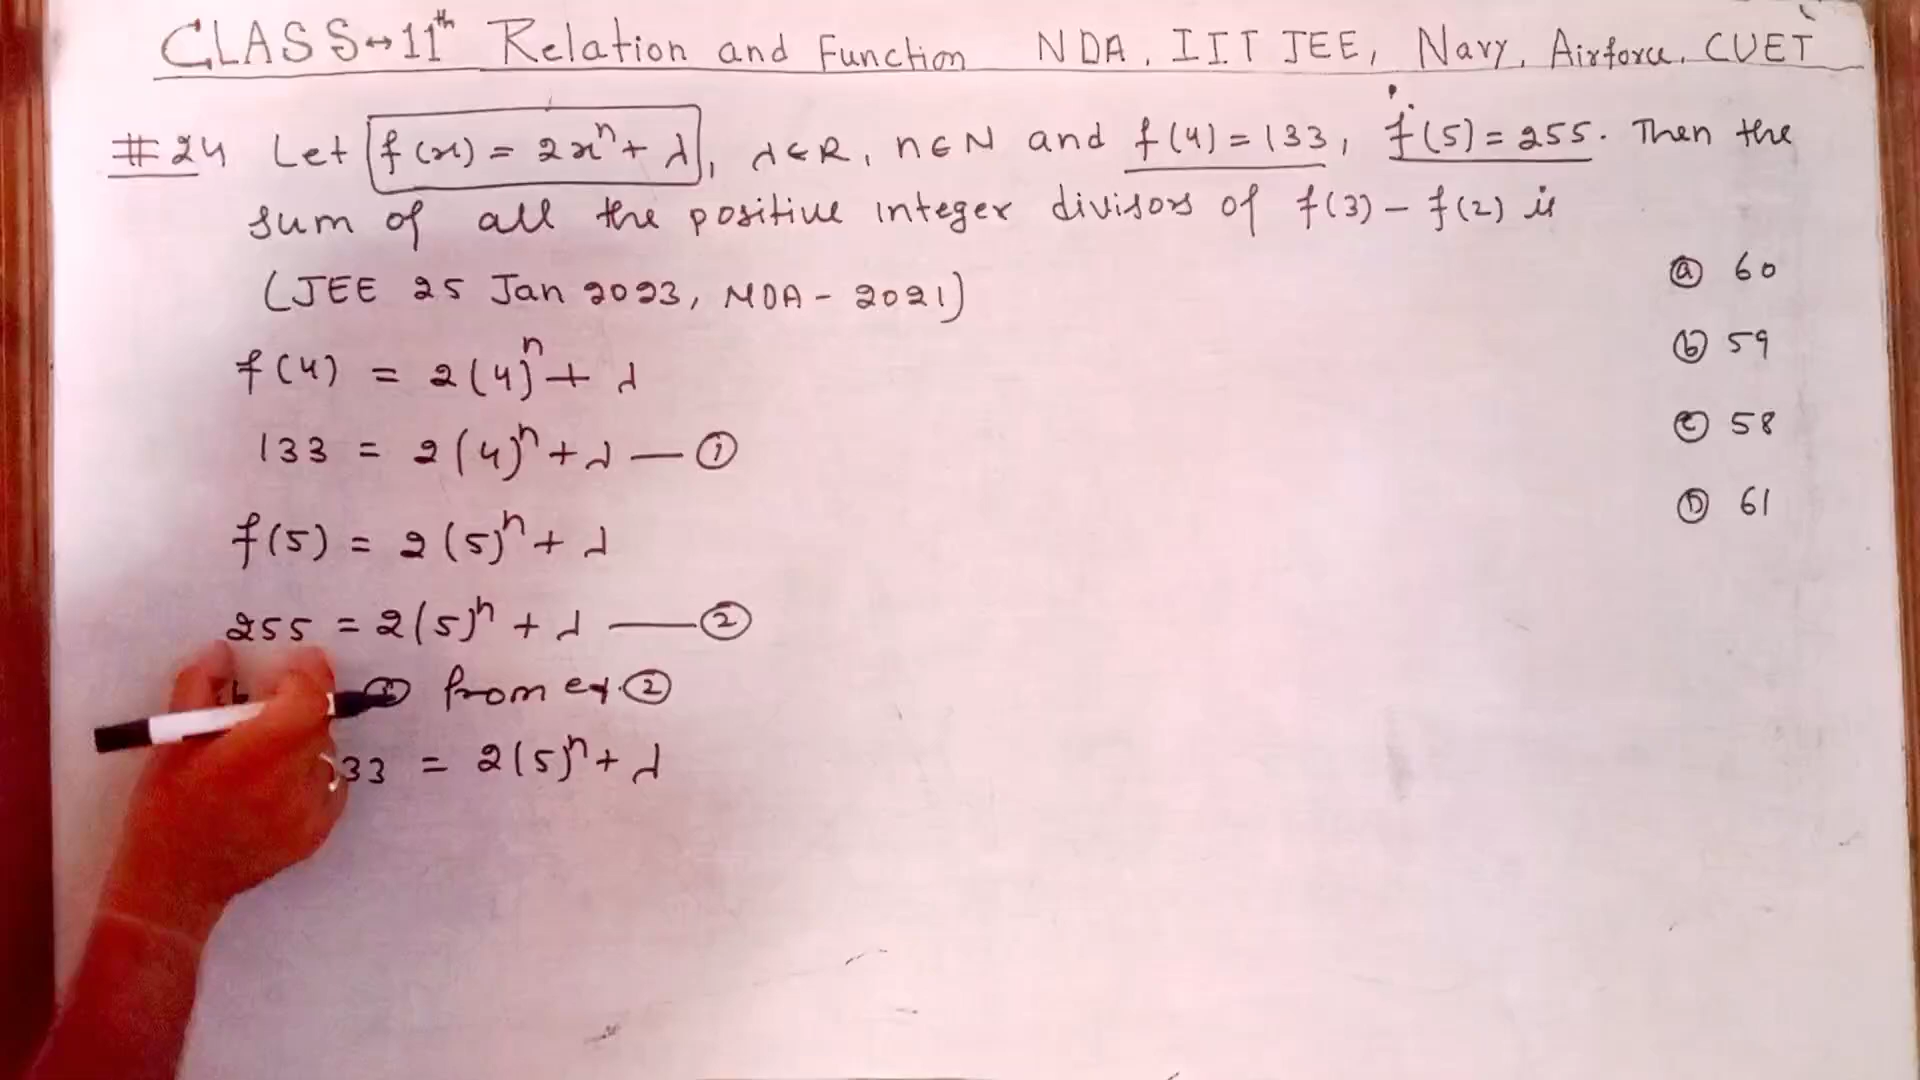 CLASS↔11th Relation and Function NDA, IIT JEE, Navy, Airforce, CUET
#24 Let f(x) = 2x^n + λ, λ∈R, n∈N and f(4) = 133, f(5) = 255. Then the
sum of all the positive integer divisors of f(3) - f(2) is
(JEE 25 Jan 2023, NDA - 2021)
(a) 60
(b) 59
(c) 58
(D) 61
f(4) = 2(4)^n + λ
133 = 2(4)^n + λ — ①
f(5) = 2(5)^n + λ
255 = 2(5)^n + λ — ②
from eq. ②
33 = 2(5)^n + λ